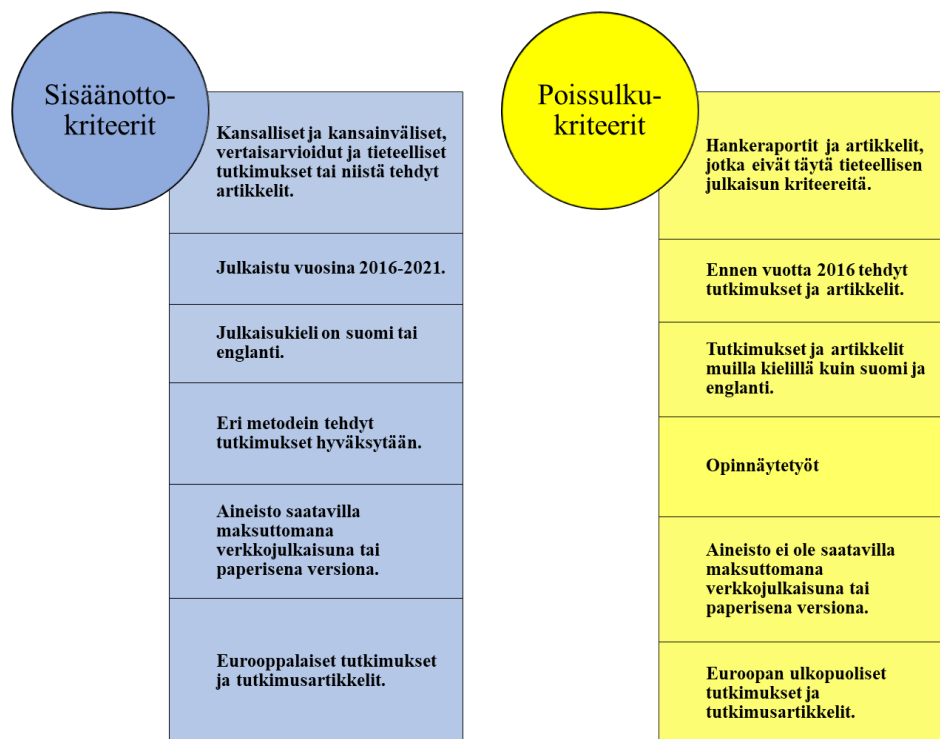 Sisäänotto-
kriteerit
Kansalliset ja kansainväliset,
vertaisarvioidut ja tieteelliset
tutkimukset tai niistä tehdyt
artikkelit.
Julkaistu vuosina 2016-2021.
Julkaisukieli on suomi tai
englanti.
Eri metodein tehdyt
tutkimukset hyväksytään.
Aineisto saatavilla
maksuttomana
verkkojulkaisuna tai
paperisena versiona.
Eurooppalaiset tutkimukset
ja tutkimusartikkelit.
Poissulku-
kriteerit
Hankeraportit ja artikkelit,
jotka eivät täytä tieteellisen
julkaisun kriteereitä.
Ennen vuotta 2016 tehdyt
tutkimukset ja artikkelit.
Tutkimukset ja artikkelit
muilla kielillä kuin suomi ja
englanti.
Opinnäytetyöt
Aineisto ei ole saatavilla
maksuttomana
verkkojulkaisuna tai
paperisena versiona.
Euroopan ulkopuoliset
tutkimukset ja
tutkimusartikkelit.